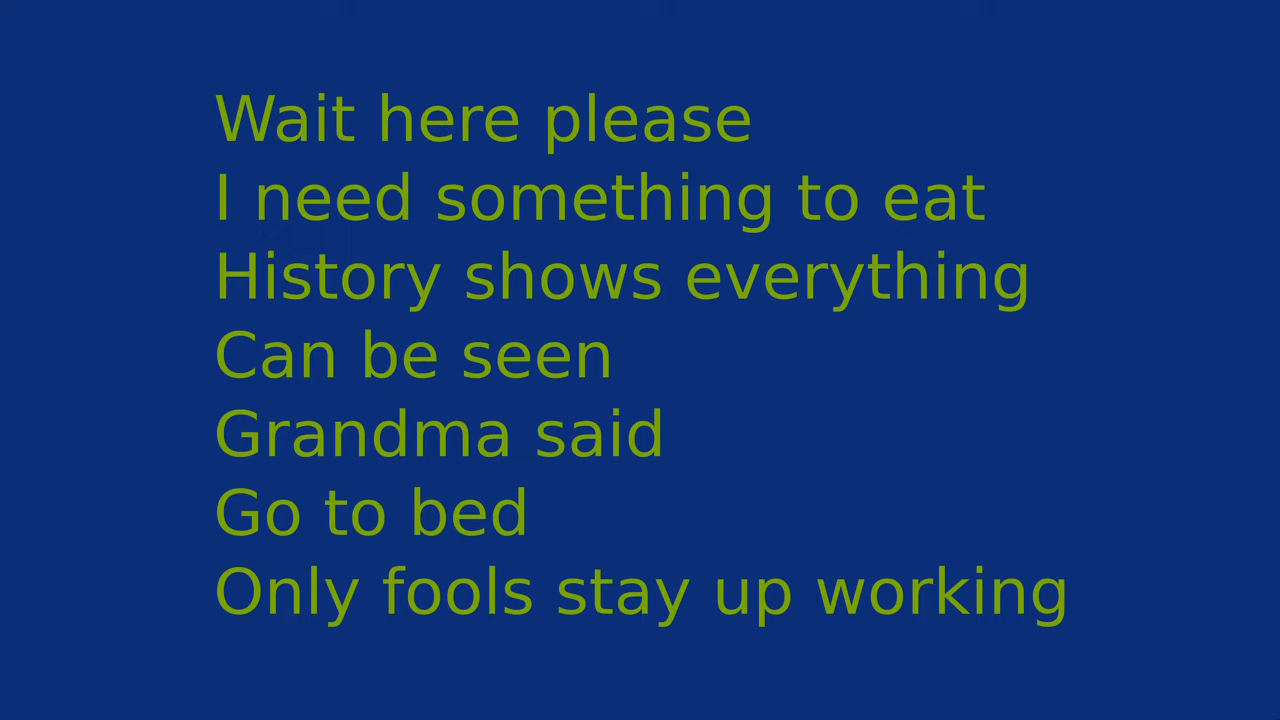 Wait here please
I need something to eat
History shows everything
Can be seen
Grandma said
Go to bed
Only fools stay up working